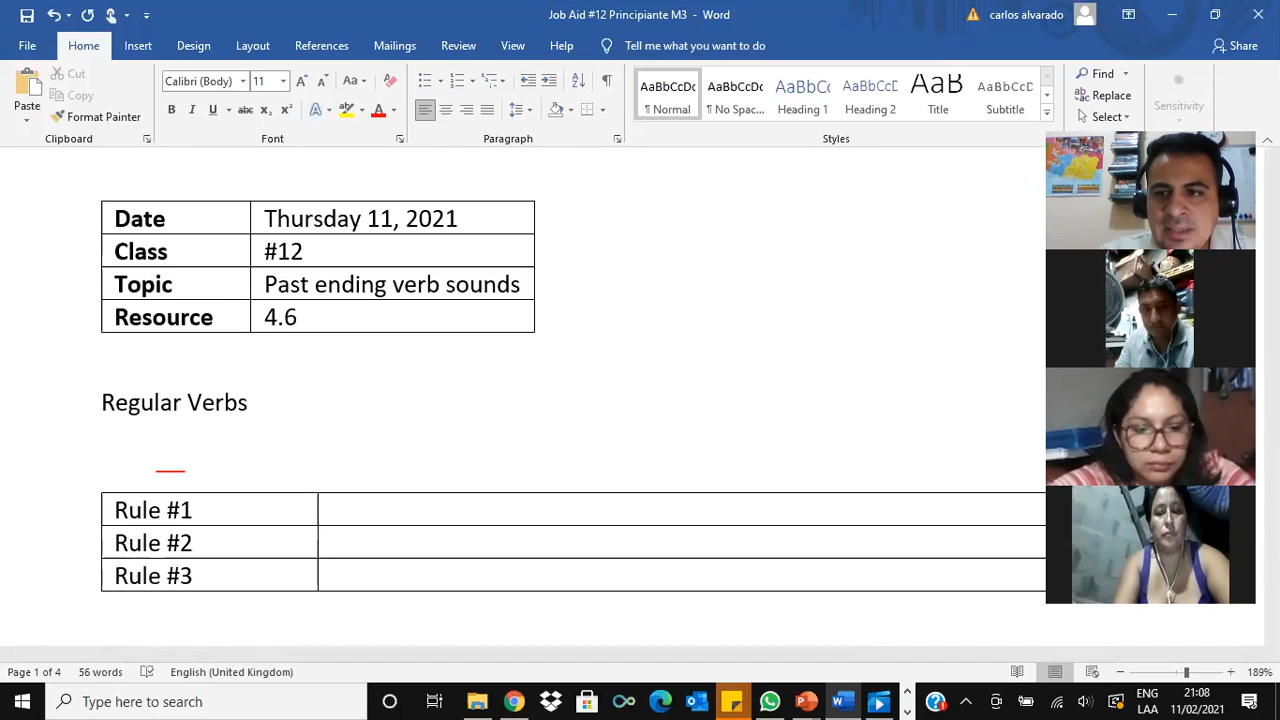 Job Aid #12 Principiante M3 - Word
carlos alvarado
File Home Insert Design Layout References Mailings Review View Help Tell me what you want to do Share
Paste
Cut
Copy
Format Painter
Clipboard
Calibri (Body) 11
Font
Paragraph
AaBbCcDc
¶ Normal
AaBbCcDc
¶ No Spac...
AaBbCc
Heading 1
AaBbCcD
Heading 2
AaB
Title
AaBbCcD
Subtitle
Styles
Find
Replace
Select
Sensitivity
Date Thursday 11, 2021
Class #12
Topic Past ending verb sounds
Resource 4.6
Regular Verbs
Rule #1
Rule #2
Rule #3
Page 1 of 4 56 words English (United Kingdom) 189%
Type here to search
ENG
LAA
21:08
11/02/2021